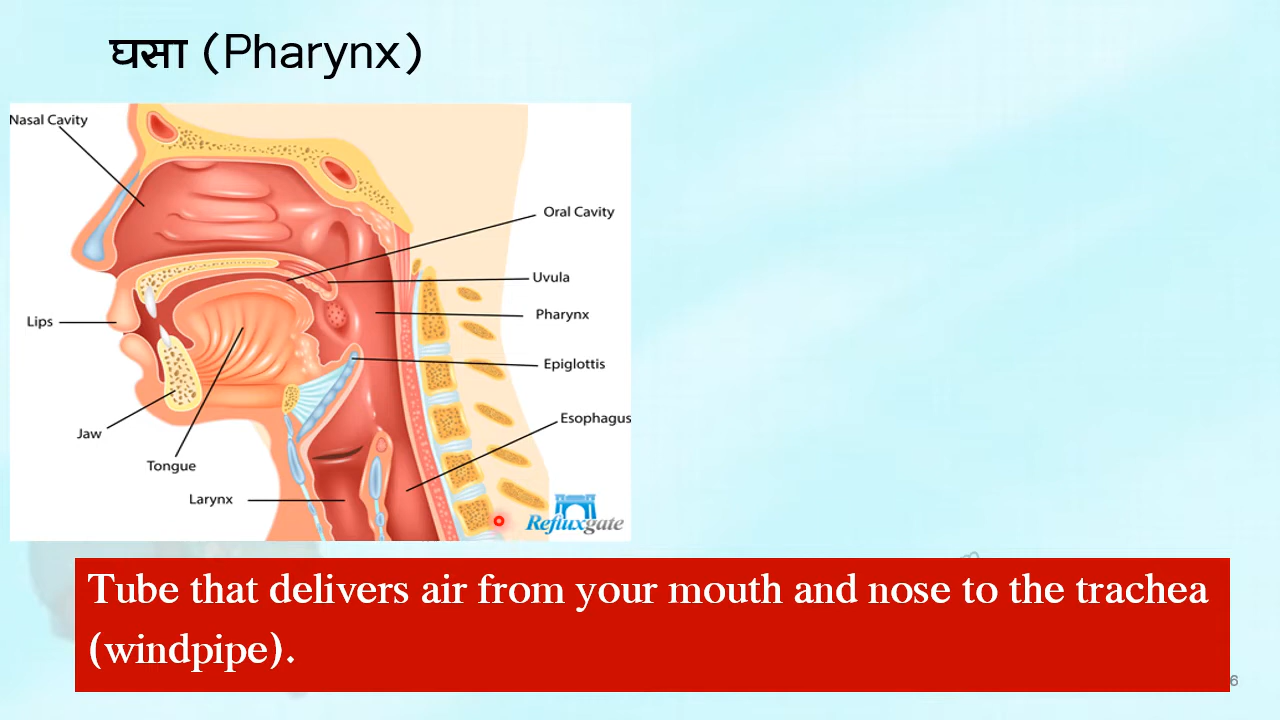 घसा (Pharynx)
Nasal Cavity
Oral Cavity
Uvula
Lips
Pharynx
Epiglottis
Esophagus
Jaw
Tongue
Larynx
Refluxgate
Tube that delivers air from your mouth and nose to the trachea
(windpipe).
6